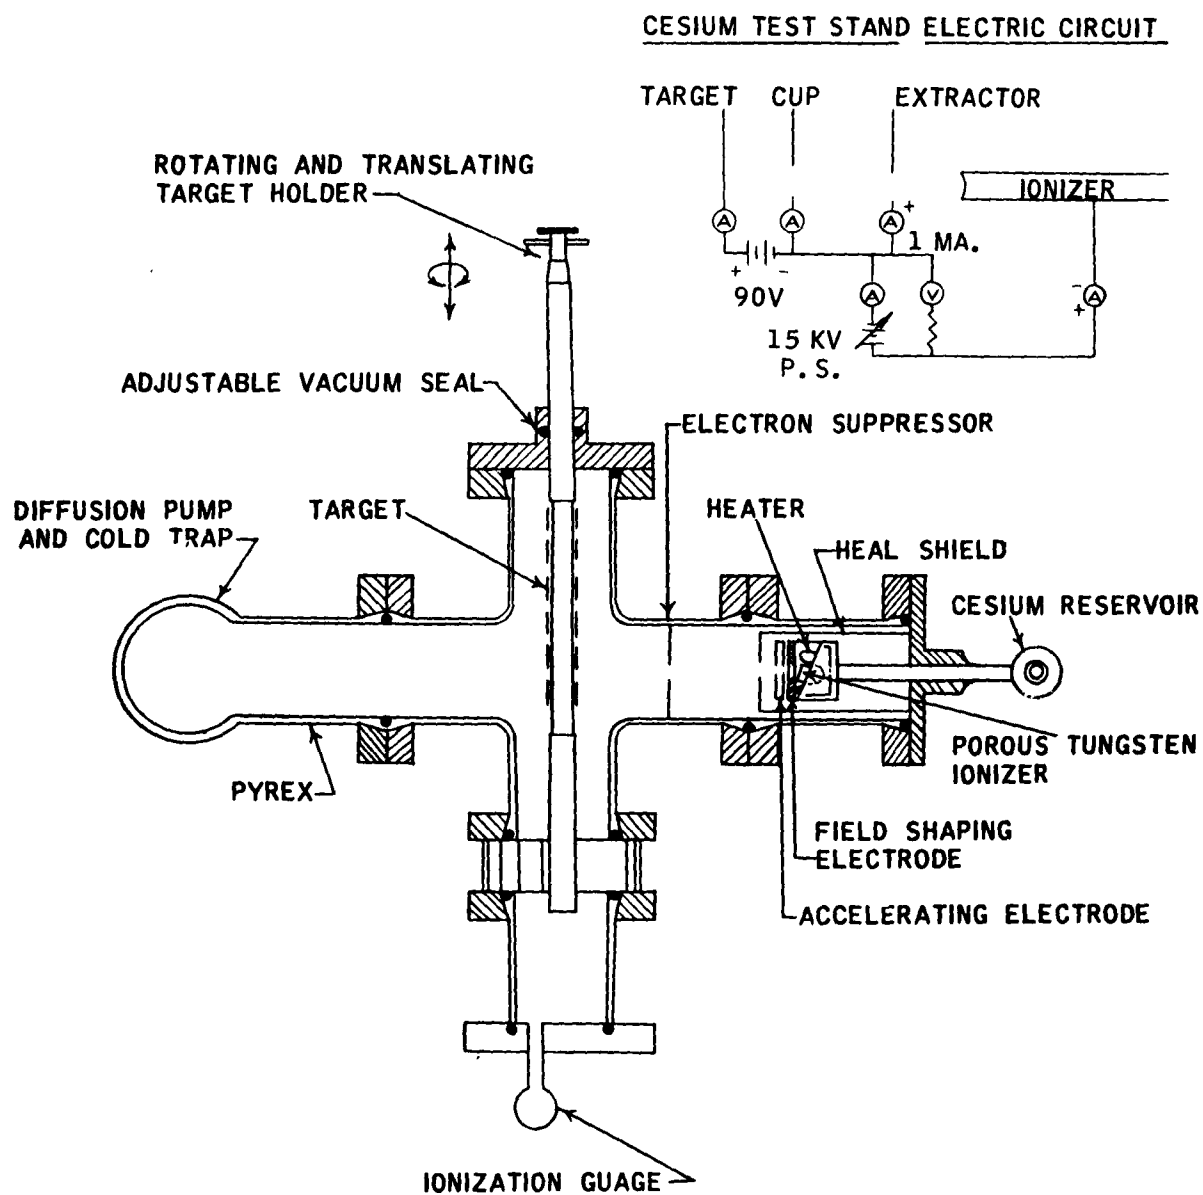 CESIUM TEST STAND ELECTRIC CIRCUIT
TARGET CUP EXTRACTOR
ROTATING AND TRANSLATING
TARGET HOLDER
IONIZER
A A A +
1 MA.
+ -
90V
A V - A
+
15 KV
P. S.
ADJUSTABLE VACUUM SEAL
ELECTRON SUPPRESSOR
DIFFUSION PUMP
AND COLD TRAP
TARGET
HEATER
HEAL SHIELD
CESIUM RESERVOIR
POROUS TUNGSTEN
IONIZER
PYREX
FIELD SHAPING
ELECTRODE
ACCELERATING ELECTRODE
IONIZATION GUAGE